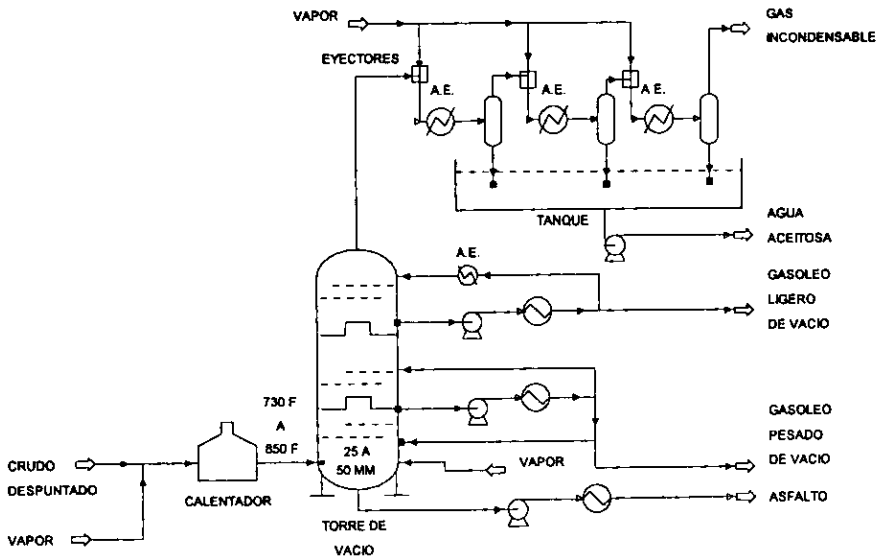 VAPOR
GAS
INCONDENSABLE
EYECTORES
A.E.
A.E.
A.E.
TANQUE
AGUA
ACEITOSA
A.E.
GASOLEO
LIGERO
DE VACIO
730 F
A
850 F
25 A
50 MM
VAPOR
GASOLEO
PESADO
DE VACIO
CRUDO
DESPUNTADO
CALENTADOR
ASFALTO
VAPOR
TORRE DE
VACIO